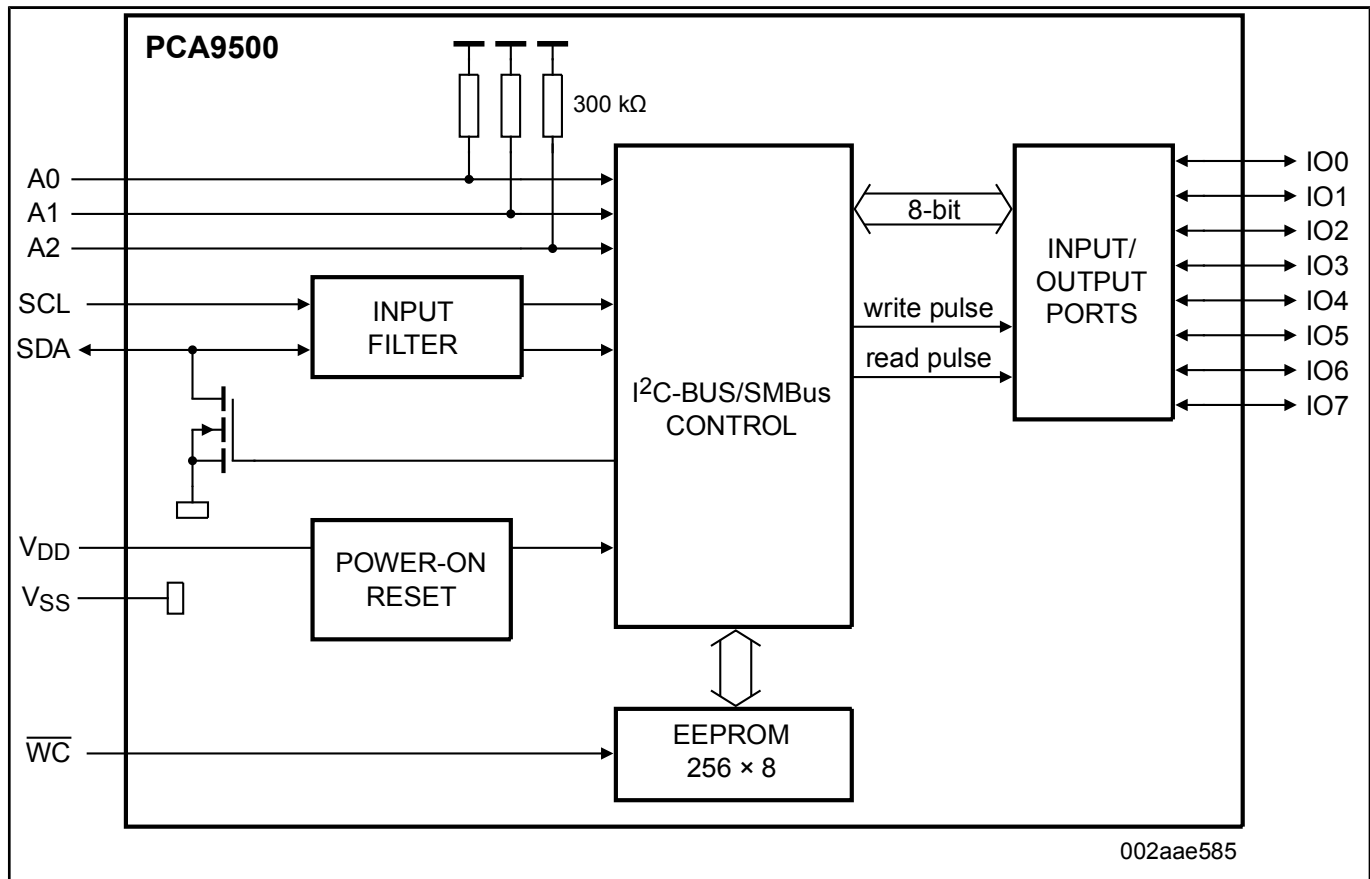 PCA9500
300 kΩ
A0
A1
A2
SCL
SDA
INPUT
FILTER
I²C-BUS/SMBus
CONTROL
8-bit
write pulse
read pulse
INPUT/
OUTPUT
PORTS
IO0
IO1
IO2
IO3
IO4
IO5
IO6
IO7
VDD
VSS
POWER-ON
RESET
WC
EEPROM
256 × 8
002aae585